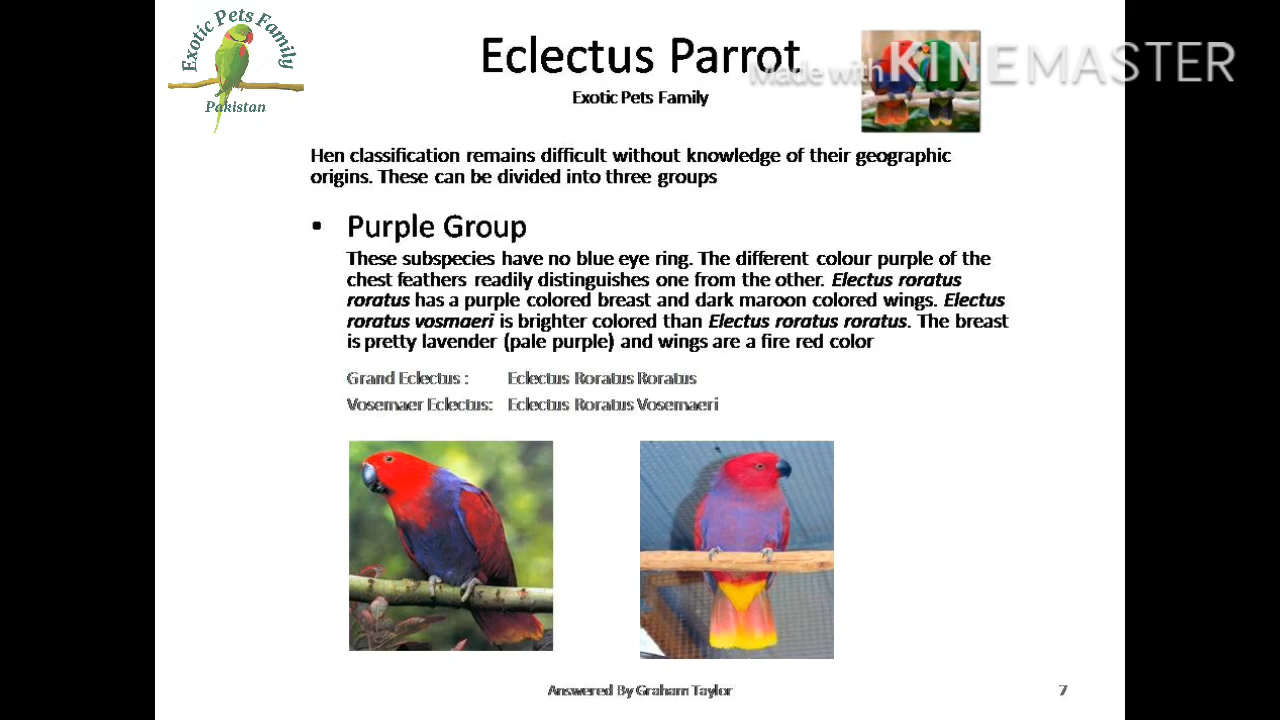 Exotic Pets Family
Pakistan
Eclectus Parrot
Made with KINEMASTER
Exotic Pets Family
Hen classification remains difficult without knowledge of their geographic
origins. These can be divided into three groups
• Purple Group
These subspecies have no blue eye ring. The different colour purple of the
chest feathers readily distinguishes one from the other. Electus roratus
roratus has a purple colored breast and dark maroon colored wings. Electus
roratus vosmaeri is brighter colored than Electus roratus roratus. The breast
is pretty lavender (pale purple) and wings are a fire red color
Grand Eclectus : Eclectus Roratus Roratus
Vosemaer Eclectus: Eclectus Roratus Vosemaeri
Answered By Graham Taylor
7